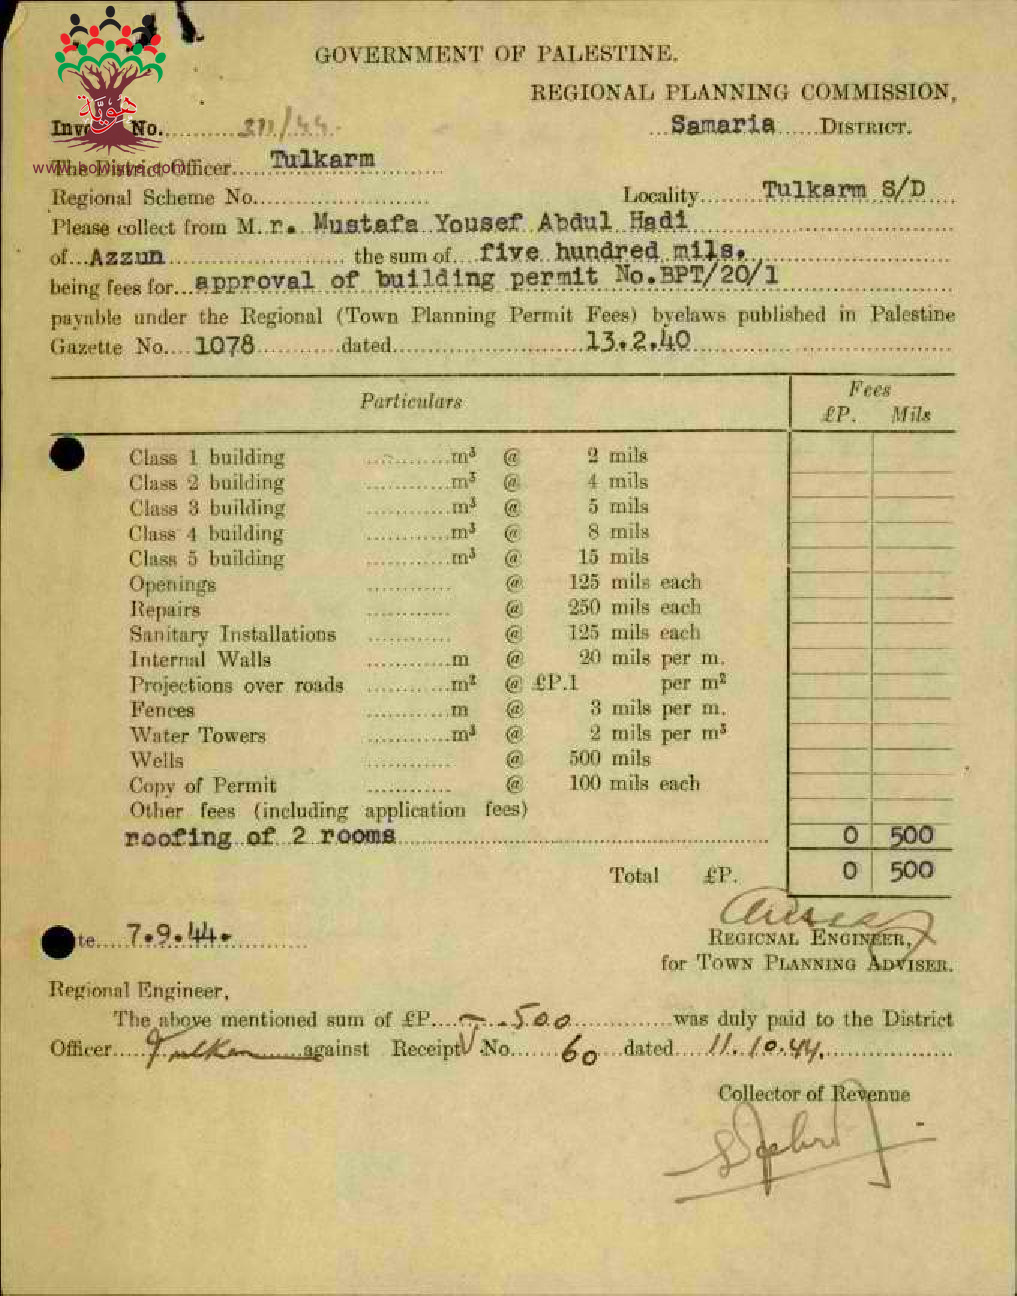 GOVERNMENT OF PALESTINE.
REGIONAL PLANNING COMMISSION,
هوية
Invoice No............ 211/44.
...Samaria......DISTRICT.
www.howiyya.com
The District Officer......Tulkarm............
Regional Scheme No.............................
Locality.........Tulkarm S/D.....
Please collect from M..r.. Mustafa Yousef Abdul Hadi
of...Azzun............................. the sum of....five hundred mils.
being fees for...approval of building permit No.BPT/20/1
payable under the Regional (Town Planning Permit Fees) byelaws published in Palestine
Gazette No....1078..............dated................................13.2.40
Particulars
Fees
£P. Mils
Class 1 building ............m³ @ 2 mils
Class 2 building ............m³ @ 4 mils
Class 3 building ............m³ @ 5 mils
Class 4 building ............m³ @ 8 mils
Class 5 building ............m³ @ 15 mils
Openings ............ @ 125 mils each
Repairs ............ @ 250 mils each
Sanitary Installations ............ @ 125 mils each
Internal Walls ............m @ 20 mils per m.
Projections over roads ............m² @ £P.1 per m²
Fences ............m @ 3 mils per m.
Water Towers ............m³ @ 2 mils per m³
Wells ............ @ 500 mils
Copy of Permit ............ @ 100 mils each
Other fees (including application fees)
roofing of 2 rooms 0 500
Total £P. 0 500
te.....7.9.44.............
REGIONAL ENGINEER,
for TOWN PLANNING ADVISER.
Regional Engineer,
The above mentioned sum of £P....–...500...............was duly paid to the District
Officer.....Tulkarm.......against Receipt No.......60....dated....11.10.44.
Collector of Revenue